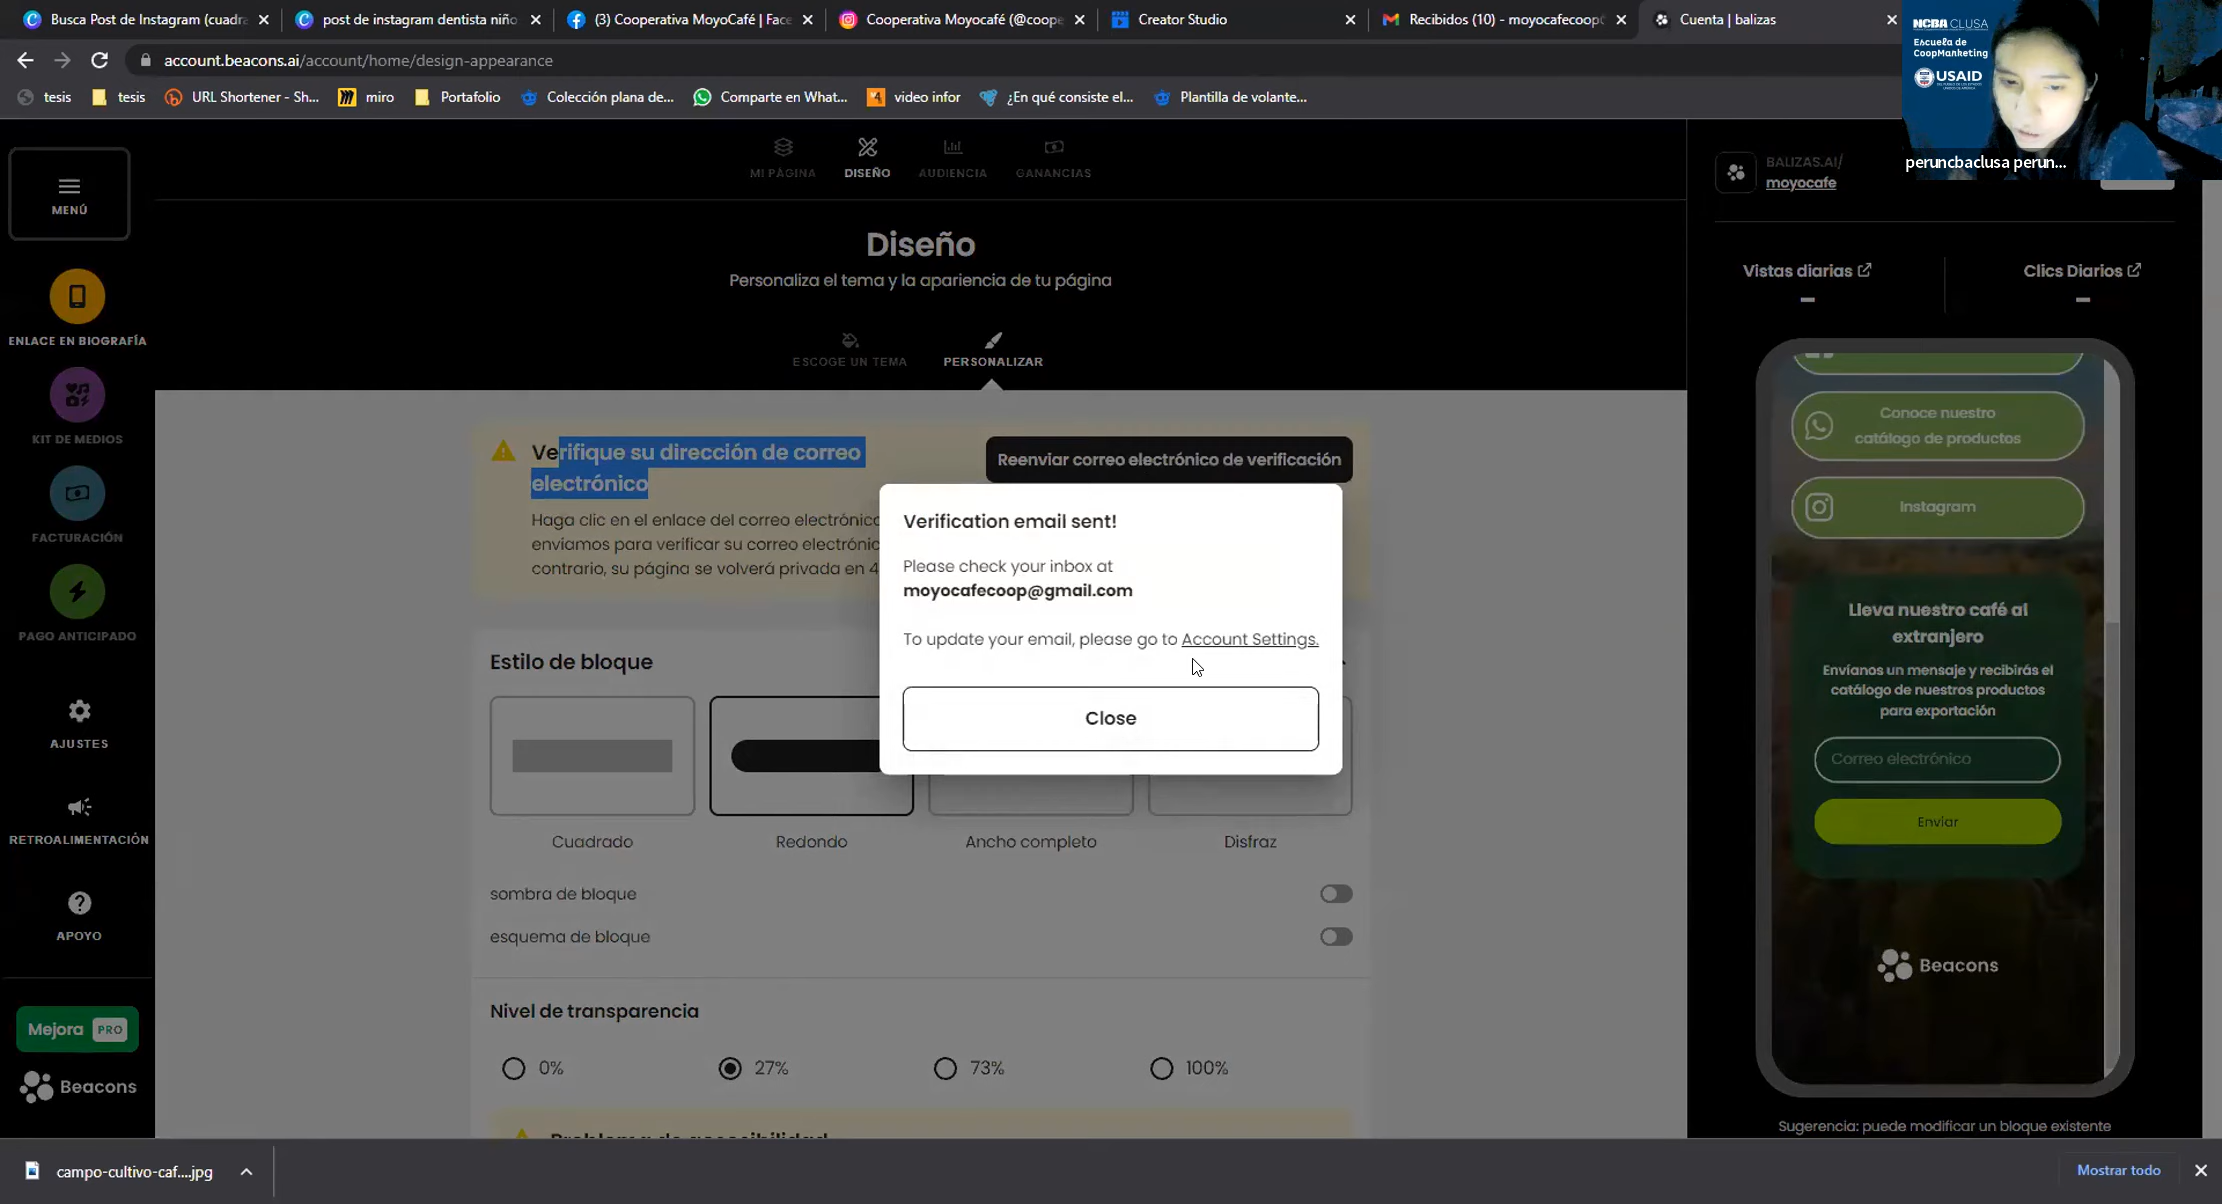 Busca Post de Instagram (cuadr
post de instagram dentista niño
(3) Cooperativa MoyoCafé | Face
Cooperativa Moyocafé (@coope
Creator Studio
Recibidos (10) - moyocafecoop
Cuenta | balizas
account.beacons.ai/account/home/design-appearance
tesis
tesis
URL Shortener - Sh...
miro
Portafolio
Colección plana de...
Comparte en What...
video infor
¿En qué consiste el...
Plantilla de volante...
NCBA CLUSA
Escuela de
CoopMarketing
USAID
peruncbaclusa perun...
MENÚ
ENLACE EN BIOGRAFÍA
KIT DE MEDIOS
FACTURACIÓN
PAGO ANTICIPADO
AJUSTES
RETROALIMENTACIÓN
APOYO
Mejora PRO
Beacons
MI PÁGINA
DISEÑO
AUDIENCIA
GANANCIAS
Diseño
Personaliza el tema y la apariencia de tu página
ESCOGE UN TEMA
PERSONALIZAR
Verifique su dirección de correo
electrónico
Reenviar correo electrónico de verificación
Haga clic en el enlace del correo electrónico
enviamos para verificar su correo electrónic
contrario, su página se volverá privada en 4
Verification email sent!
Please check your inbox at
moyocafecoop@gmail.com
To update your email, please go to Account Settings.
Close
Estilo de bloque
Cuadrado
Redondo
Ancho completo
Disfraz
sombra de bloque
esquema de bloque
Nivel de transparencia
0%
27%
73%
100%
Problema de accesibilidad
BALIZAS.AI/
moyocafe
Vistas diarias
Clics Diarios
Conoce nuestro
catálogo de productos
Instagram
Lleva nuestro café al
extranjero
Envíanos un mensaje y recibirás el
catálogo de nuestros productos
para exportación
Correo electrónico
Enviar
Beacons
Sugerencia: puede modificar un bloque existente
campo-cultivo-caf....jpg
Mostrar todo